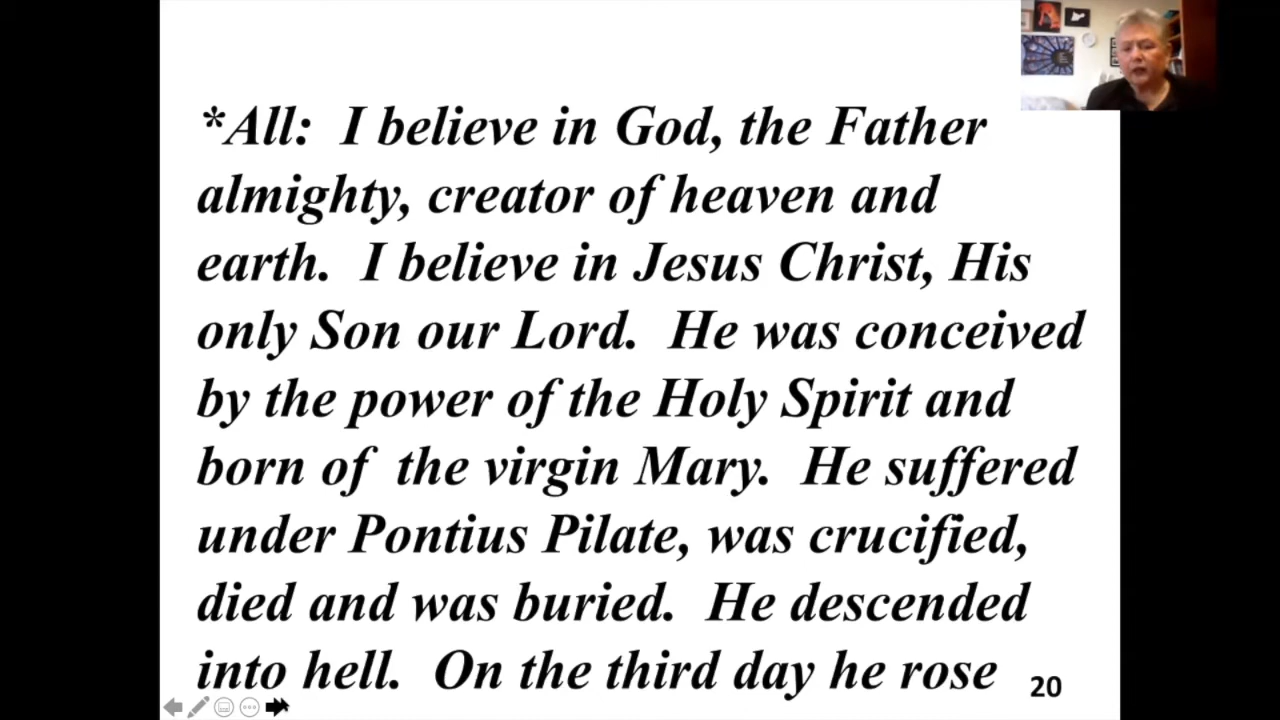 *All: I believe in God, the Father
almighty, creator of heaven and
earth. I believe in Jesus Christ, His
only Son our Lord. He was conceived
by the power of the Holy Spirit and
born of the virgin Mary. He suffered
under Pontius Pilate, was crucified,
died and was buried. He descended
into hell. On the third day he rose
20